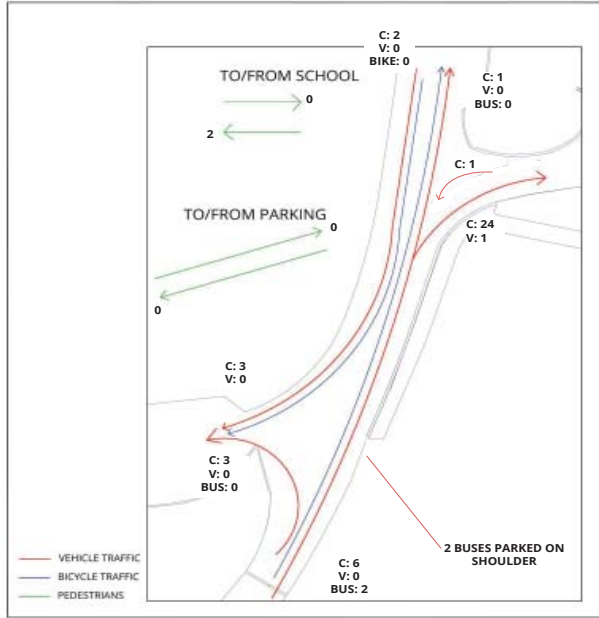 C: 2
V: 0
BIKE: 0
TO/FROM SCHOOL
0
2
C: 1
V: 0
BUS: 0
C: 1
TO/FROM PARKING
0
0
C: 24
V: 1
C: 3
V: 0
C: 3
V: 0
BUS: 0
2 BUSES PARKED ON
SHOULDER
C: 6
V: 0
BUS: 2
VEHICLE TRAFFIC
BICYCLE TRAFFIC
PEDESTRIANS